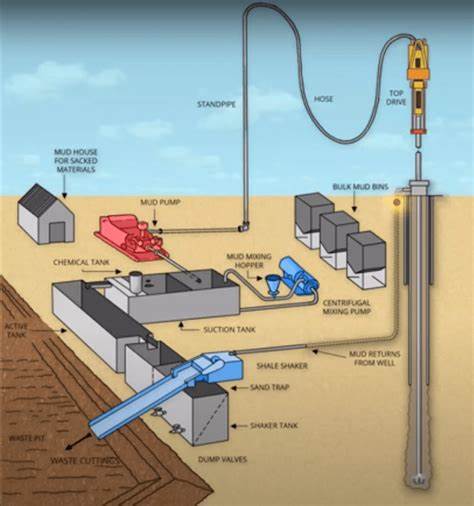 STANDPIPE
HOSE
TOP
DRIVE
MUD HOUSE
FOR SACKED
MATERIALS
MUD PUMP
BULK MUD BINS
CHEMICAL TANK
MUD MIXING
HOPPER
ACTIVE
TANK
SUCTION TANK
CENTRIFUGAL
MIXING PUMP
SHALE SHAKER
MUD RETURNS
FROM WELL
SAND TRAP
SHAKER TANK
WASTE PIT
WASTE CUTTINGS
DUMP VALVES